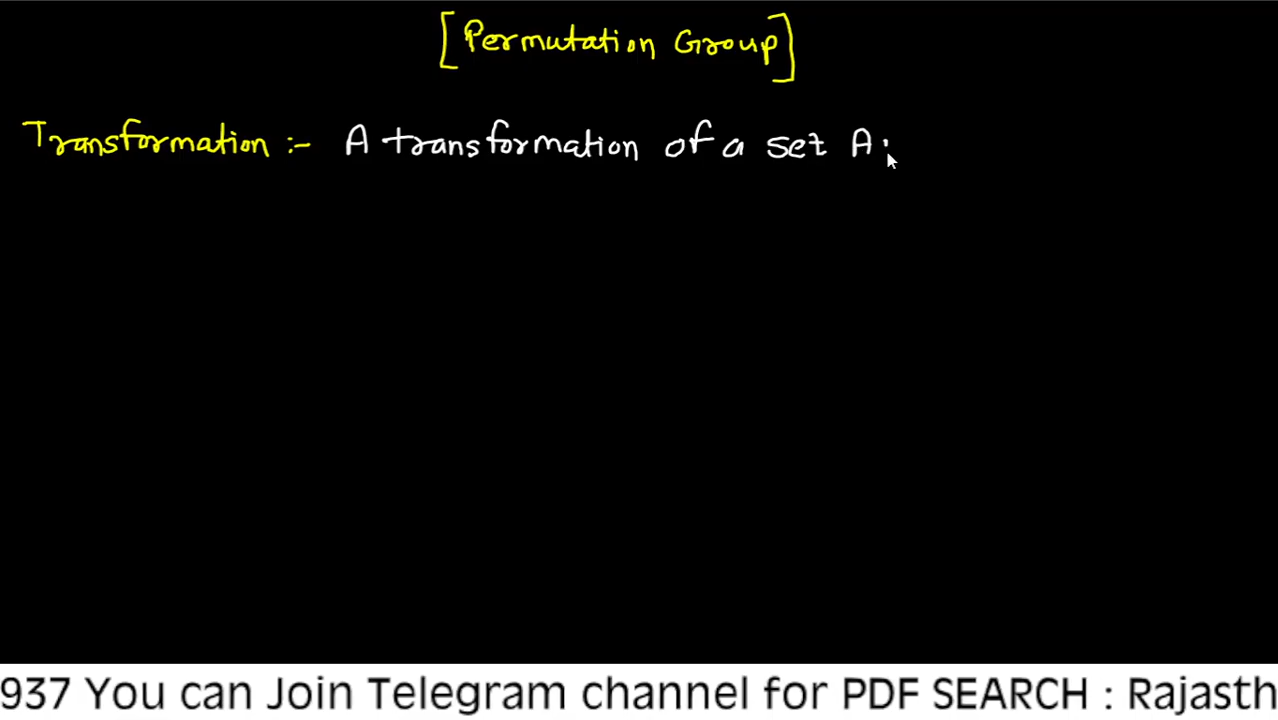 [Permutation Group]
Transformation :- A transformation of a set A
937 You can Join Telegram channel for PDF SEARCH : Rajasth